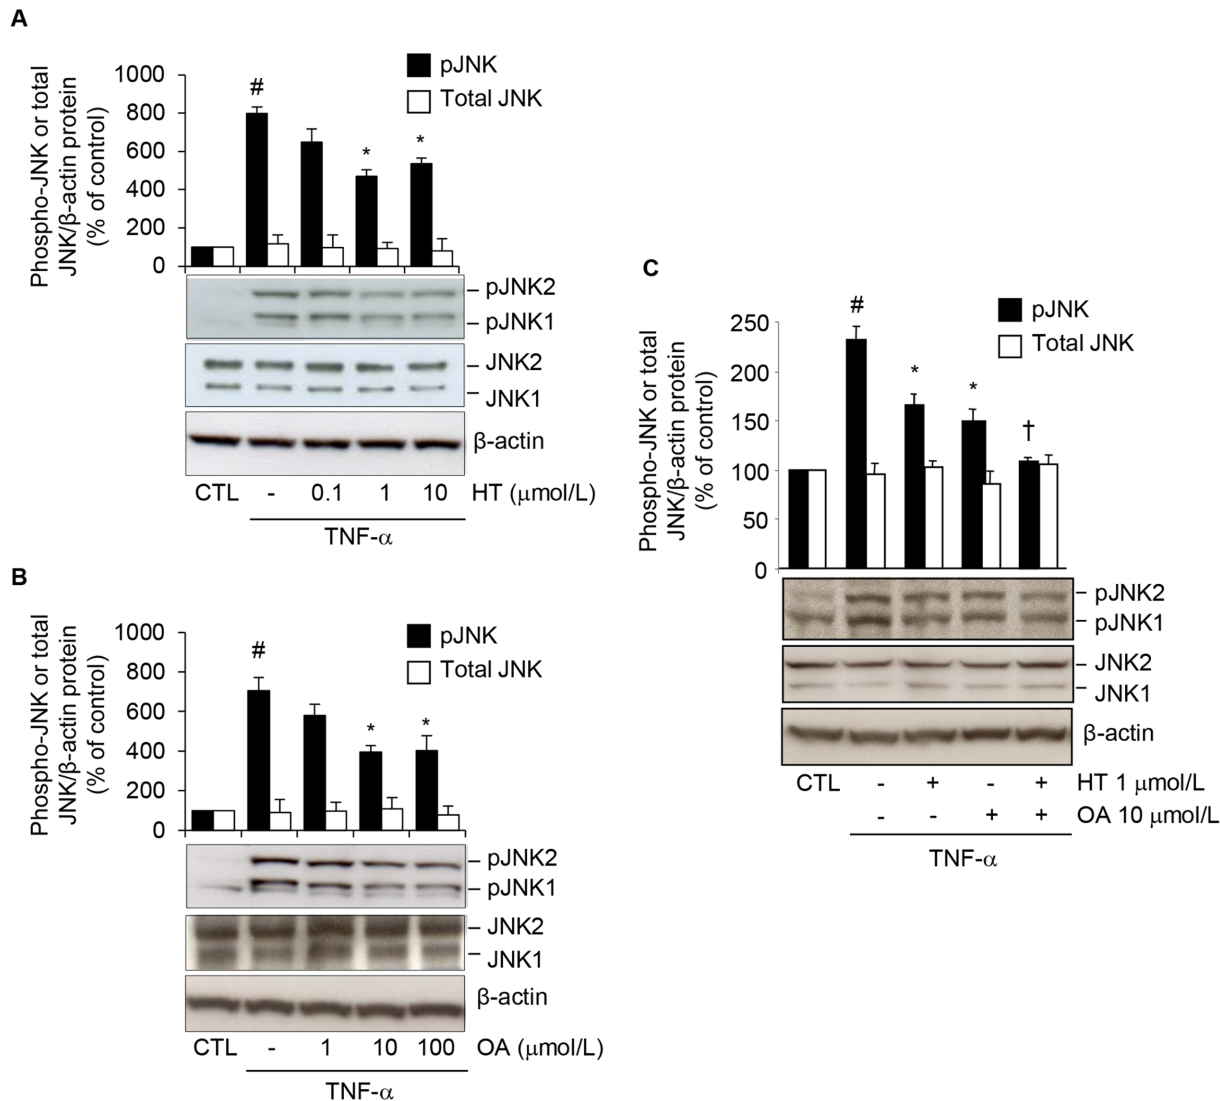 A
Phospho-JNK or total
JNK/β-actin protein
(% of control)
1000
800
600
400
200
0
pJNK
Total JNK
#
*
*
pJNK2
pJNK1
JNK2
JNK1
β-actin
CTL - 0.1 1 10 HT (μmol/L)
TNF-α
B
Phospho-JNK or total
JNK/β-actin protein
(% of control)
1000
800
600
400
200
0
pJNK
Total JNK
#
*
*
pJNK2
pJNK1
JNK2
JNK1
β-actin
CTL - 1 10 100 OA (μmol/L)
TNF-α
C
Phospho-JNK or total
JNK/β-actin protein
(% of control)
250
200
150
100
50
0
pJNK
Total JNK
#
*
*
†
pJNK2
pJNK1
JNK2
JNK1
β-actin
CTL - + - + HT 1 μmol/L
- - + + OA 10 μmol/L
TNF-α